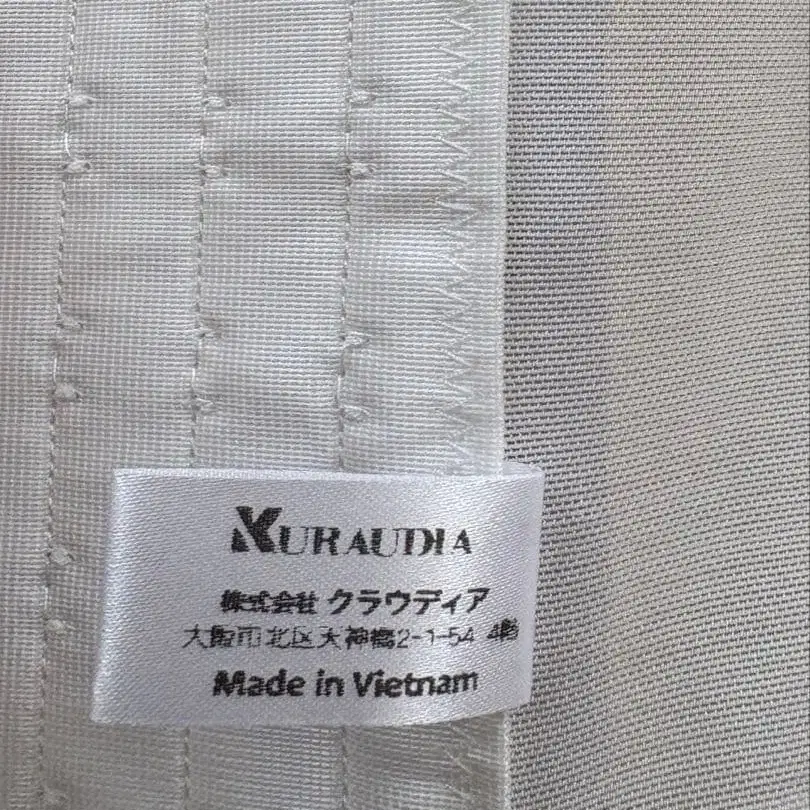 KURAUDIA
株式会社 クラウディア
大阪市北区天神橋2-1-54 4階
Made in Vietnam